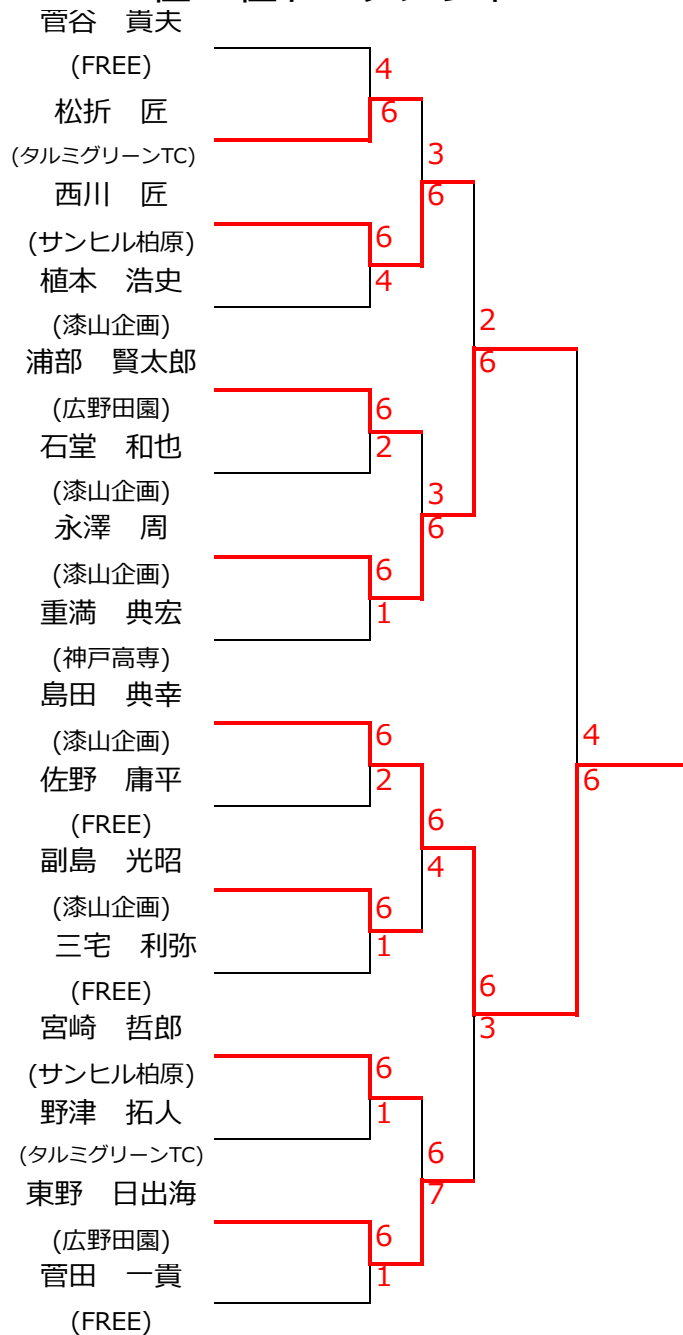 菅谷　貴夫
(FREE)
4
松折　匠
6
(タルミグリーンTC)
3
西川　匠
6
(サンヒル柏原)
6
植本　浩史
4
(漆山企画)
2
浦部　賢太郎
6
(広野田園)
6
石堂　和也
2
(漆山企画)
3
永澤　周
6
(漆山企画)
6
重満　典宏
1
(神戸高専)
島田　典幸
(漆山企画)
6
4
佐野　庸平
2
6
(FREE)
6
副島　光昭
4
(漆山企画)
6
三宅　利弥
1
(FREE)
6
宮崎　哲郎
3
(サンヒル柏原)
6
野津　拓人
1
(タルミグリーンTC)
6
東野　日出海
7
(広野田園)
6
菅田　一貴
1
(FREE)